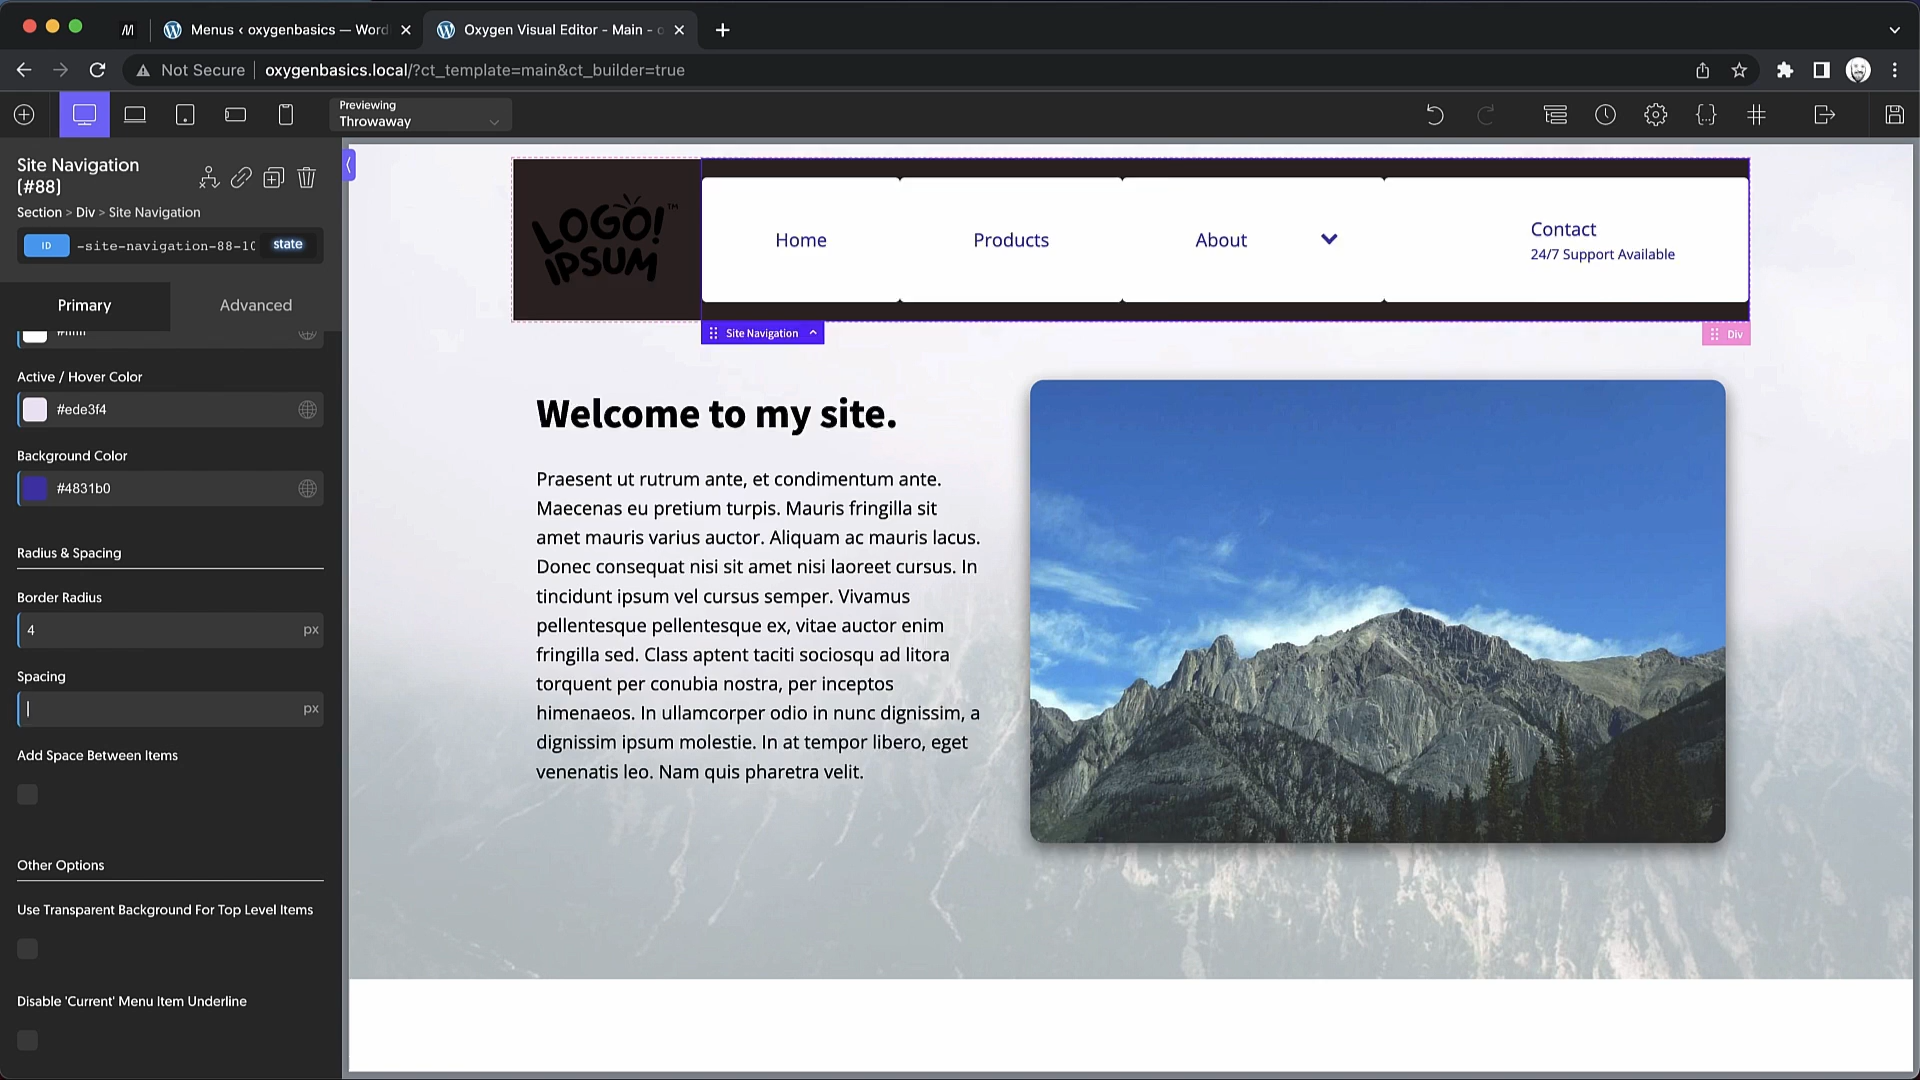 Menus ‹ oxygenbasics — Word
Oxygen Visual Editor - Main - o
Not Secure
oxygenbasics.local/?ct_template=main&ct_builder=true
Previewing
Throwaway
Site Navigation
(#88)
Section > Div > Site Navigation
ID
-site-navigation-88-10
state
Primary
Advanced
#ffffff
Active / Hover Color
#ede3f4
Background Color
#4831b0
Radius & Spacing
Border Radius
4
px
Spacing
px
Add Space Between Items
Other Options
Use Transparent Background For Top Level Items
Disable 'Current' Menu Item Underline
LOGO!™
IPSUM
Home
Products
About
Contact
24/7 Support Available
Site Navigation
Div
Welcome to my site.
Praesent ut rutrum ante, et condimentum ante.
Maecenas eu pretium turpis. Mauris fringilla sit
amet mauris varius auctor. Aliquam ac mauris lacus.
Donec consequat nisi sit amet nisi laoreet cursus. In
tincidunt ipsum vel cursus semper. Vivamus
pellentesque pellentesque ex, vitae auctor enim
fringilla sed. Class aptent taciti sociosqu ad litora
torquent per conubia nostra, per inceptos
himenaeos. In ullamcorper odio in nunc dignissim, a
dignissim ipsum molestie. In at tempor libero, eget
venenatis leo. Nam quis pharetra velit.